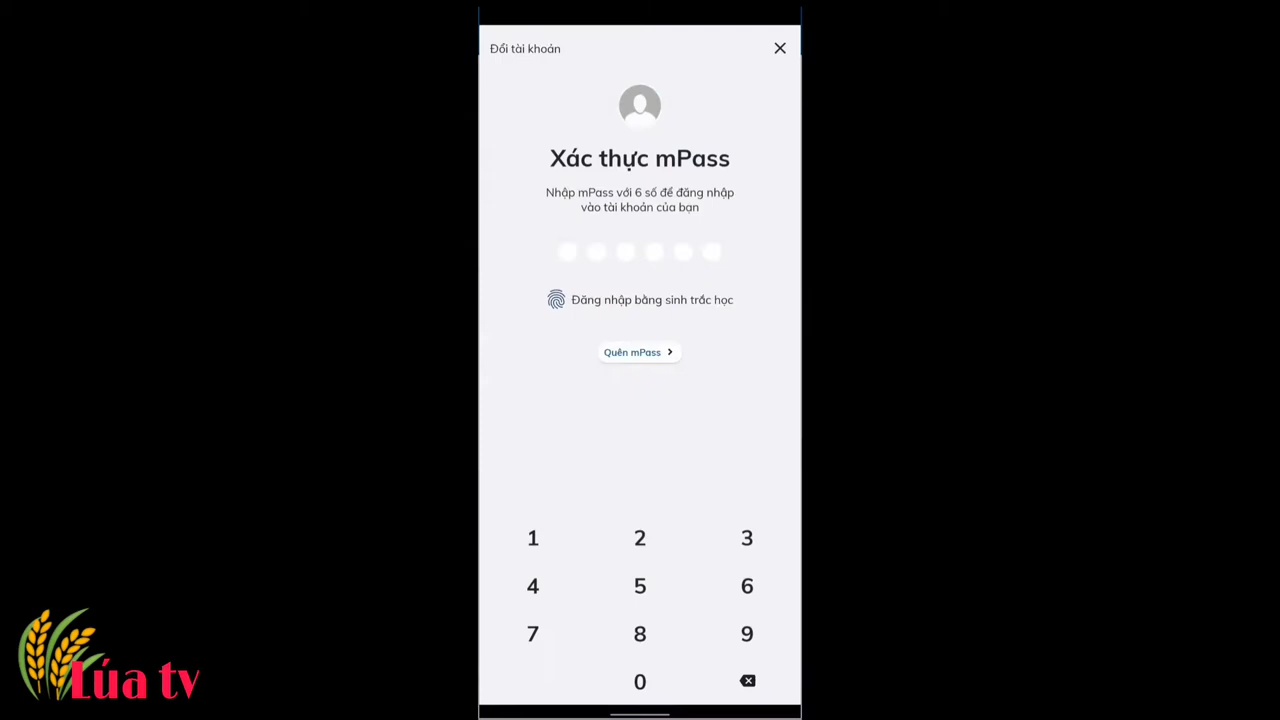 Đổi tài khoản
Xác thực mPass
Nhập mPass với 6 số để đăng nhập
vào tài khoản của bạn
Đăng nhập bằng sinh trắc học
Quên mPass
1 2 3
4 5 6
7 8 9
0
Lúa tv